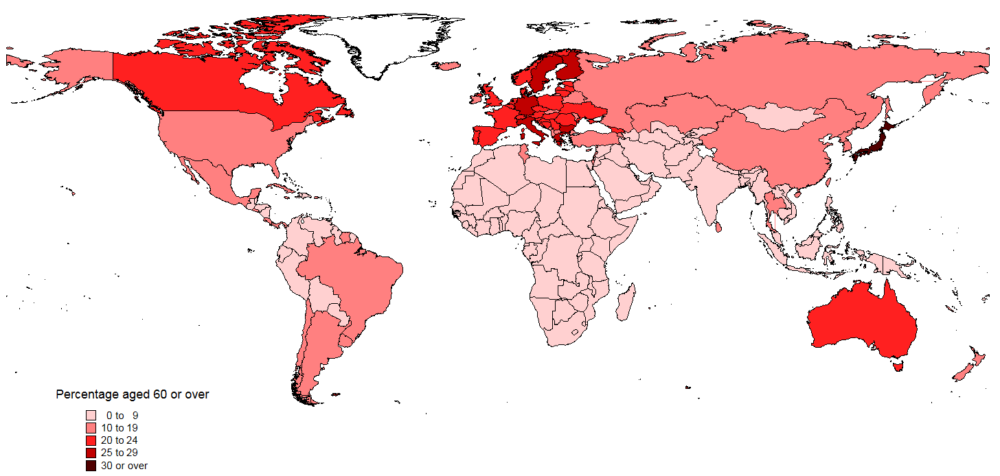 Percentage aged 60 or over
0 to 9
10 to 19
20 to 24
25 to 29
30 or over